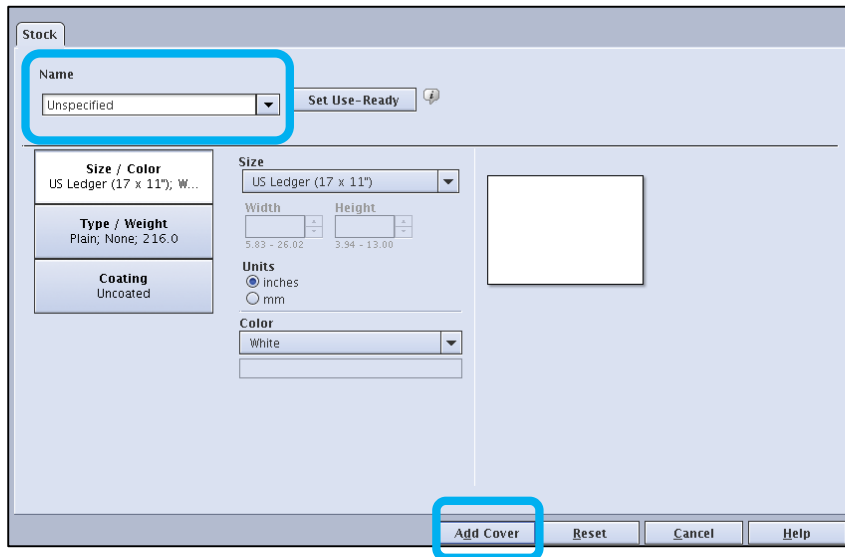 Stock
Name
Unspecified
Set Use-Ready
Size / Color
US Ledger (17 x 11"); W...
Type / Weight
Plain; None; 216.0
Coating
Uncoated
Size
US Ledger (17 x 11")
Width Height
5.83 - 26.02 3.94 - 13.00
Units
inches
mm
Color
White
Add Cover Reset Cancel Help